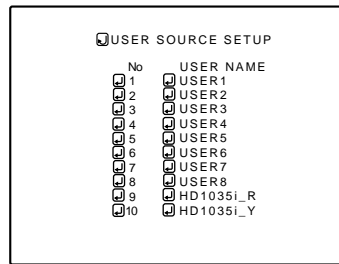 USER SOURCE SETUP
No USER NAME
1 USER1
2 USER2
3 USER3
4 USER4
5 USER5
6 USER6
7 USER7
8 USER8
9 HD1035i_R
10 HD1035i_Y